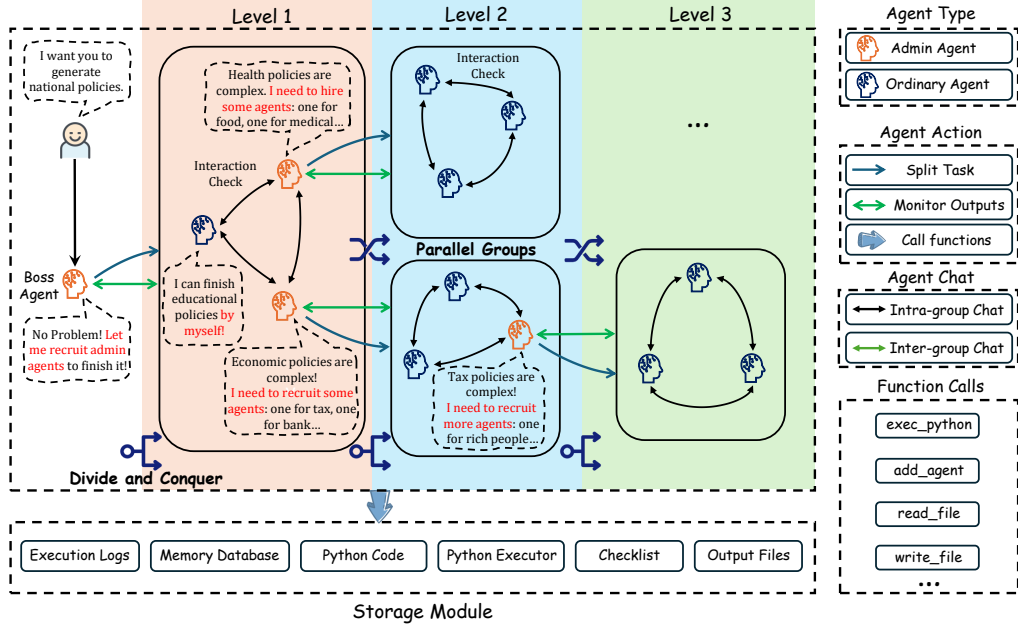 Level 1
Level 2
Level 3
I want you to
generate
national policies.
Boss
Agent
No Problem! Let
me recruit admin
agents to finish it!
Divide and Conquer
Health policies are
complex. I need to hire
some agents: one for
food, one for medical...
Interaction
Check
I can finish
educational
policies by
myself!
Economic policies are
complex!
I need to recruit some
agents: one for tax, one
for bank...
Interaction
Check
Parallel Groups
Tax policies are
complex!
I need to recruit
more agents: one
for rich people...
...
Execution Logs
Memory Database
Python Code
Python Executor
Checklist
Output Files
Storage Module
Agent Type
Admin Agent
Ordinary Agent
Agent Action
Split Task
Monitor Outputs
Call functions
Agent Chat
Intra-group Chat
Inter-group Chat
Function Calls
exec_python
add_agent
read_file
write_file
...